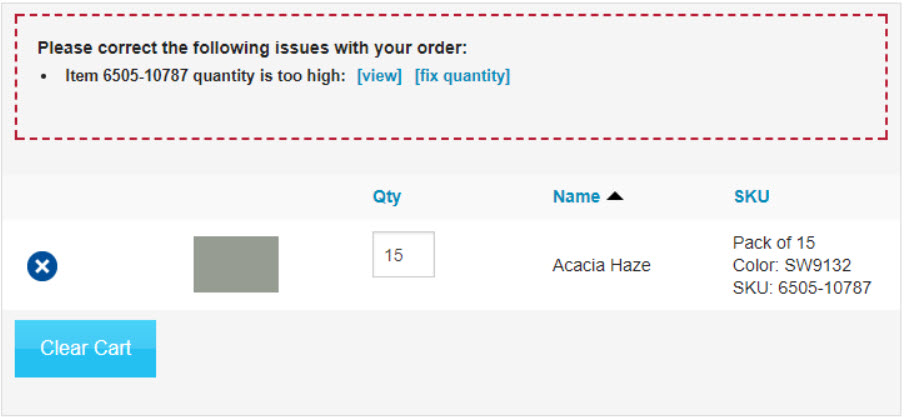 Please correct the following issues with your order:
• Item 6505-10787 quantity is too high: [view] [fix quantity]
Qty Name SKU
15 Acacia Haze Pack of 15
Color: SW9132
SKU: 6505-10787
Clear Cart